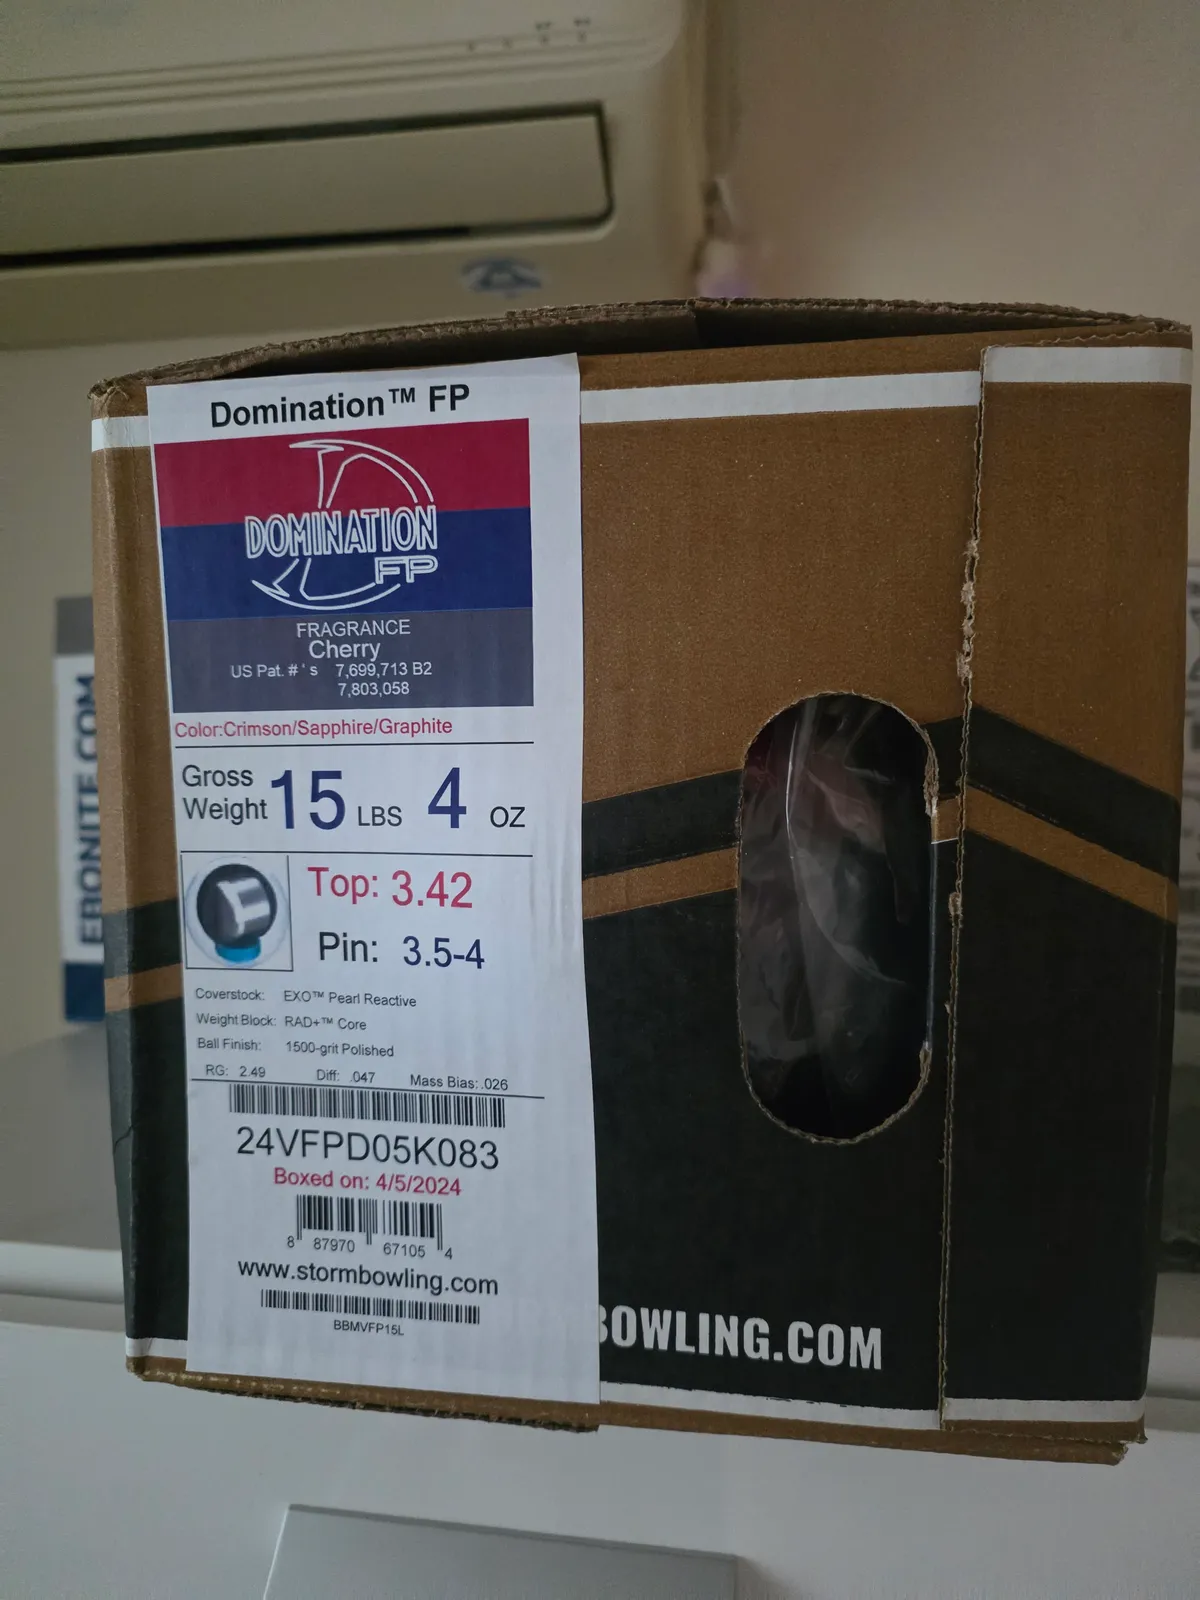 Domination™ FP
DOMINATION
FP
FRAGRANCE
Cherry
US Pat. # ' s 7,699,713 B2
7,803,058
Color:Crimson/Sapphire/Graphite
Gross Weight 15 LBS 4 OZ
Top: 3.42
Pin: 3.5-4
Coverstock: EXO™ Pearl Reactive
Weight Block: RAD+™ Core
Ball Finish: 1500-grit Polished
RG: 2.49 Diff: .047 Mass Bias: .026
24VFPD05K083
Boxed on: 4/5/2024
8 87970 67105 4
www.stormbowling.com
BBMVFP15L
BOWLING.COM
EBONITE.COM